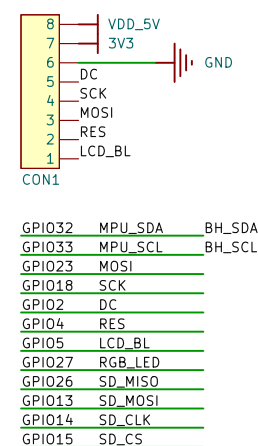 8 VDD_5V
7 3V3
6 GND
5 DC
4 SCK
3 MOSI
2 RES
1 LCD_BL
CON1
GPIO32 MPU_SDA BH_SDA
GPIO33 MPU_SCL BH_SCL
GPIO23 MOSI
GPIO18 SCK
GPIO2 DC
GPIO4 RES
GPIO5 LCD_BL
GPIO27 RGB_LED
GPIO26 SD_MISO
GPIO13 SD_MOSI
GPIO14 SD_CLK
GPIO15 SD_CS